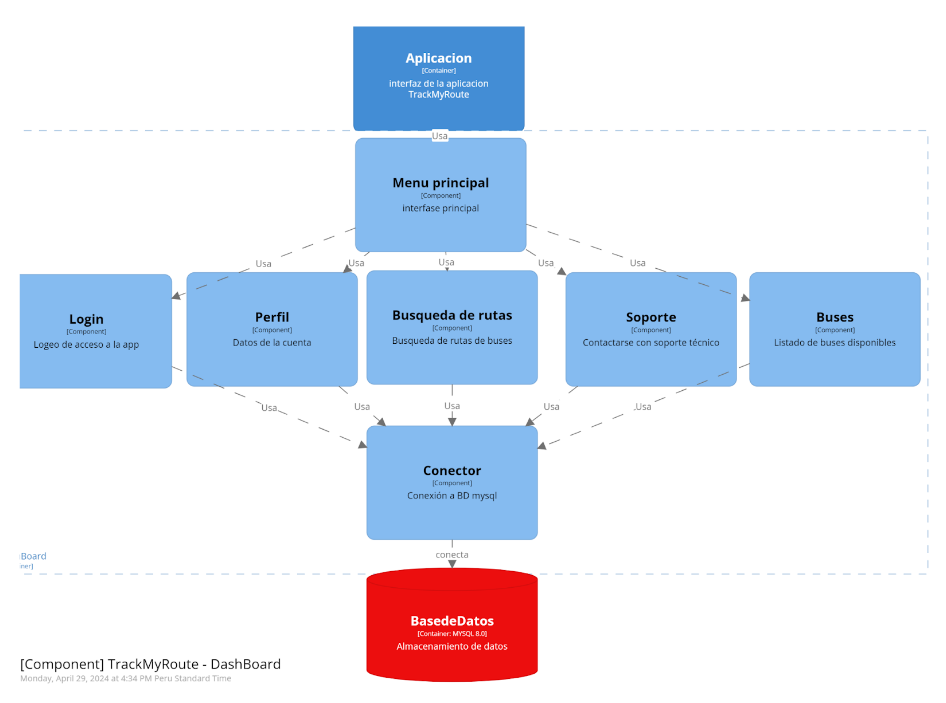 Aplicacion
[Container]
interfaz de la aplicacion
TrackMyRoute
Usa
Menu principal
[Component]
interfase principal
Usa
Usa
Usa
Usa
Usa
Login
[Component]
Logeo de acceso a la app
Perfil
[Component]
Datos de la cuenta
Busqueda de rutas
[Component]
Busqueda de rutas de buses
Soporte
[Component]
Contactarse con soporte técnico
Buses
[Component]
Listado de buses disponibles
Usa
Usa
Usa
Usa
Usa
Conector
[Component]
Conexión a BD mysql
conecta
Board
ner]
BasedeDatos
[Container: MYSQL 8.0]
Almacenamiento de datos
[Component] TrackMyRoute - DashBoard
Monday, April 29, 2024 at 4:34 PM Peru Standard Time